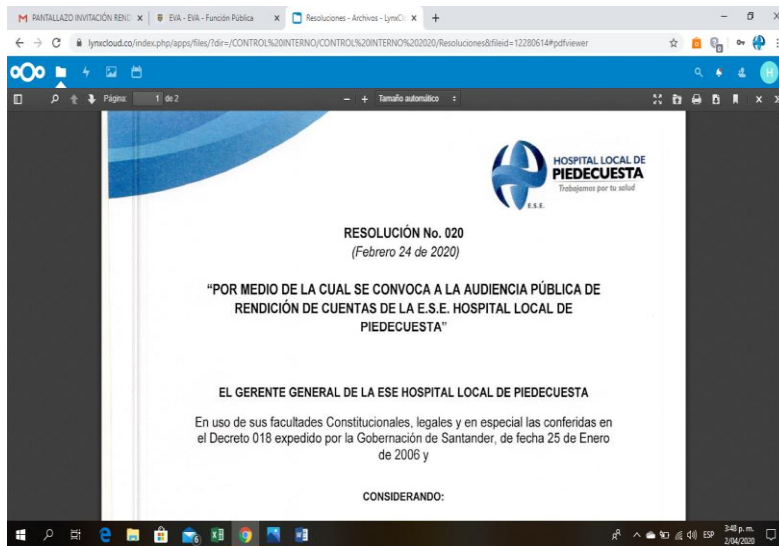 PANTALLAZO INVITACIÓN REND
EVA - EVA - Función Pública
Resoluciones - Archivos - LynxCl
lynxcloud.co/index.php/apps/files/?dir=/CONTROL%20INTERNO/CONTROL%20INTERNO%202020/Resoluciones&fileid=12280614#pdfviewer
H
Página: 1 de 2
Tamaño automático
HOSPITAL LOCAL DE
PIEDECUESTA
Trabajamos por tu salud
E.S.E.
RESOLUCIÓN No. 020
(Febrero 24 de 2020)
“POR MEDIO DE LA CUAL SE CONVOCA A LA AUDIENCIA PÚBLICA DE
RENDICIÓN DE CUENTAS DE LA E.S.E. HOSPITAL LOCAL DE
PIEDECUESTA”
EL GERENTE GENERAL DE LA ESE HOSPITAL LOCAL DE PIEDECUESTA
En uso de sus facultades Constitucionales, legales y en especial las conferidas en
el Decreto 018 expedido por la Gobernación de Santander, de fecha 25 de Enero
de 2006 y
CONSIDERANDO:
ESP
3:48 p. m.
2/04/2020